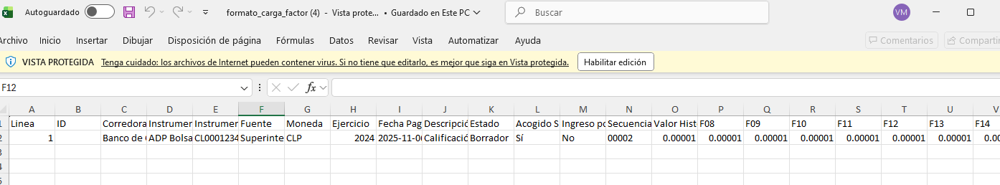 Autoguardado formato_carga_factor (4) - Vista prote... • Guardado en Este PC Buscar VM
Archivo Inicio Insertar Dibujar Disposición de página Fórmulas Datos Revisar Vista Automatizar Ayuda Comentarios Compartir
VISTA PROTEGIDA Tenga cuidado: los archivos de Internet pueden contener virus. Si no tiene que editarlo, es mejor que siga en Vista protegida. Habilitar edición
F12 fx
A B C D E F G H I J K L M N O P Q R S T U V
1 Linea ID Corredora Instrumer Instrumer Fuente Moneda Ejercicio Fecha Pag Descripció Estado Acogido S Ingreso po Secuencia Valor Hist F08 F09 F10 F11 F12 F13 F14
2 1 Banco de ADP Bolsa CL0001234 Superinte CLP 2024 2025-11-0 Calificació Borrador Sí No 00002 0.00001 0.00001 0.00001 0.00001 0.00001 0.00001 0.00001 0.000
3
4
5